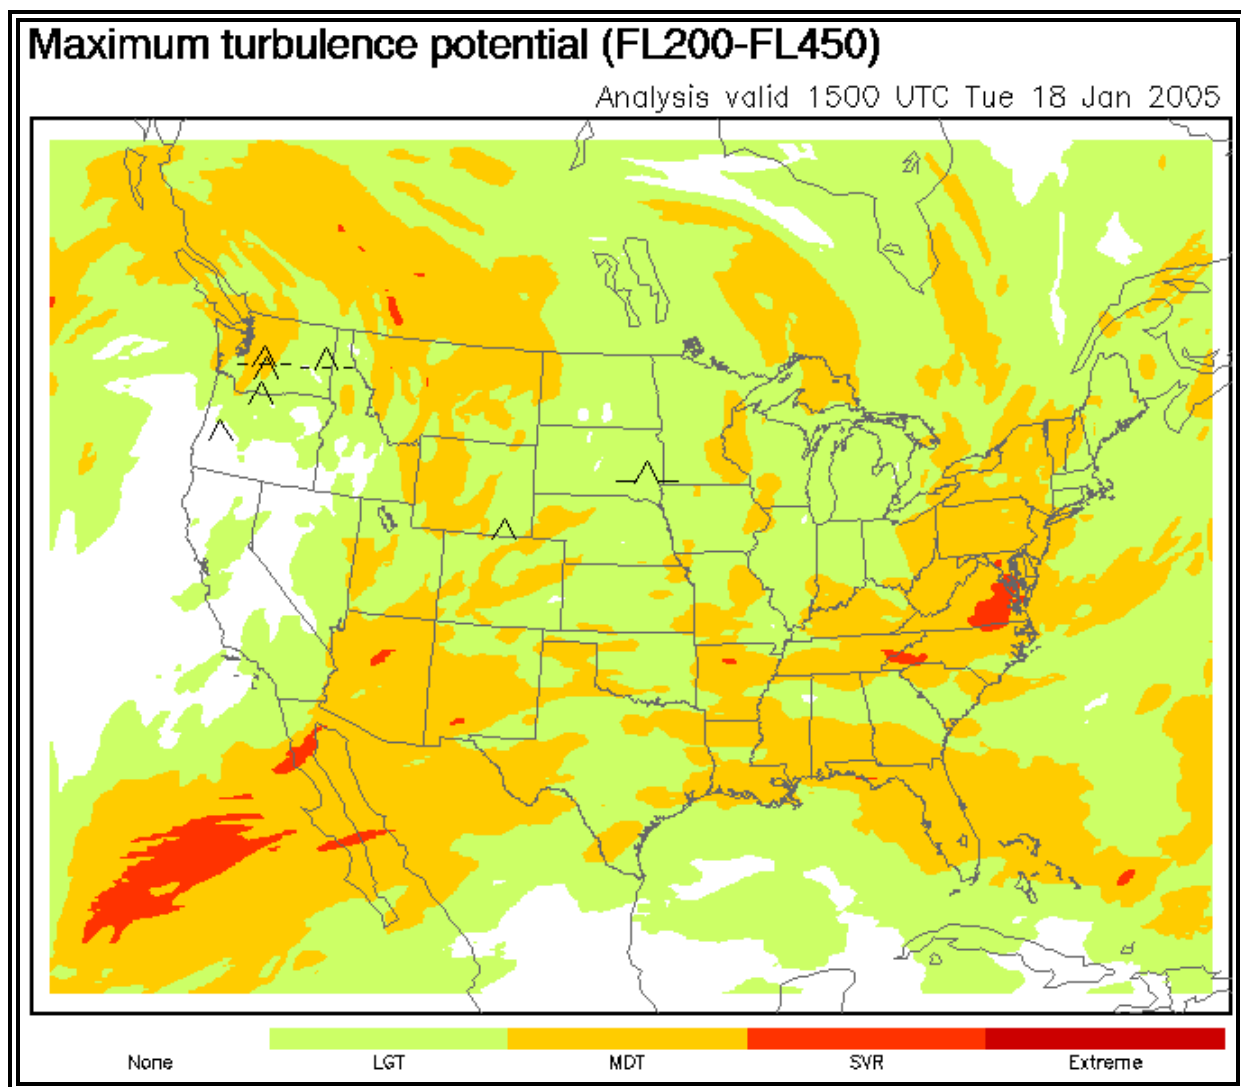 Maximum turbulence potential (FL200-FL450)
Analysis valid 1500 UTC Tue 18 Jan 2005
None LGT MDT SVR Extreme